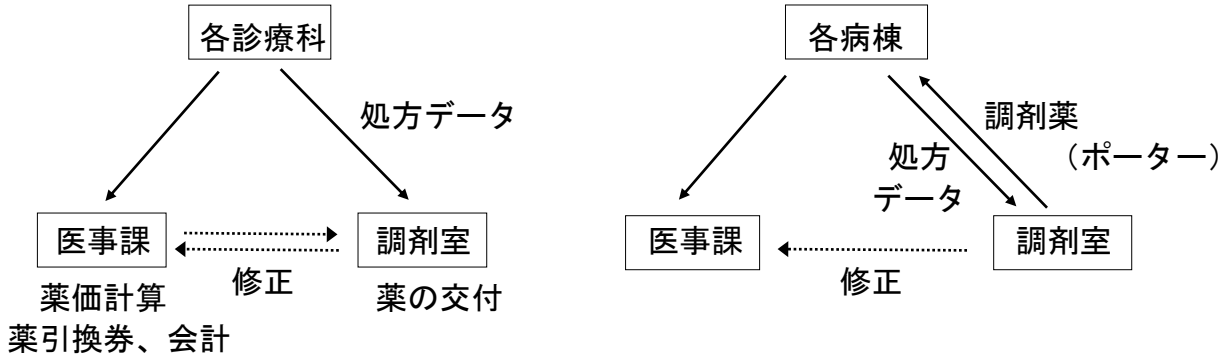 各診療科
処方データ
医事課
調剤室
修正
薬価計算
薬の交付
薬引換券、会計
各病棟
調剤薬
（ポーター）
処方
データ
医事課
調剤室
修正